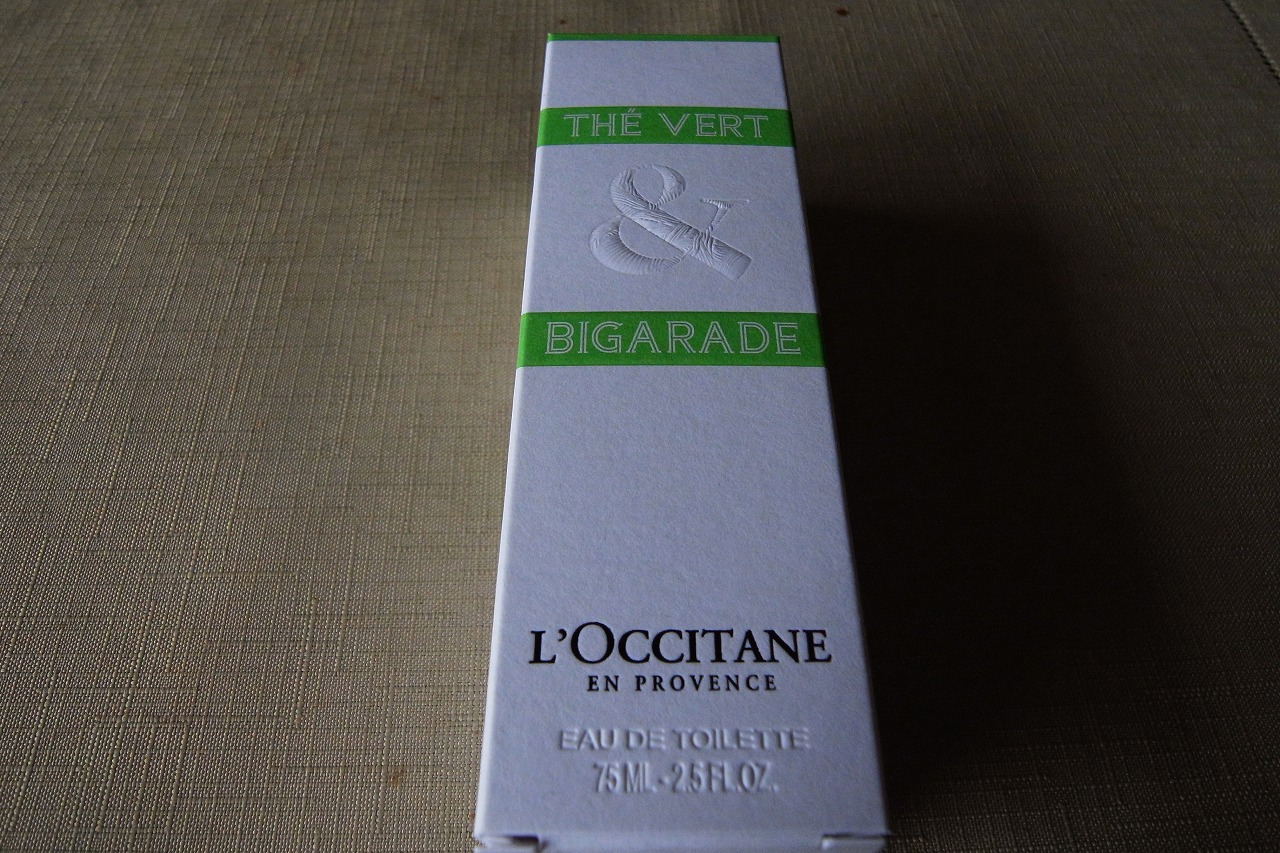 THÉ VERT
&
BIGARADE
L'OCCITANE
EN PROVENCE
EAU DE TOILETTE
75 ML. - 2.5 FL.OZ.